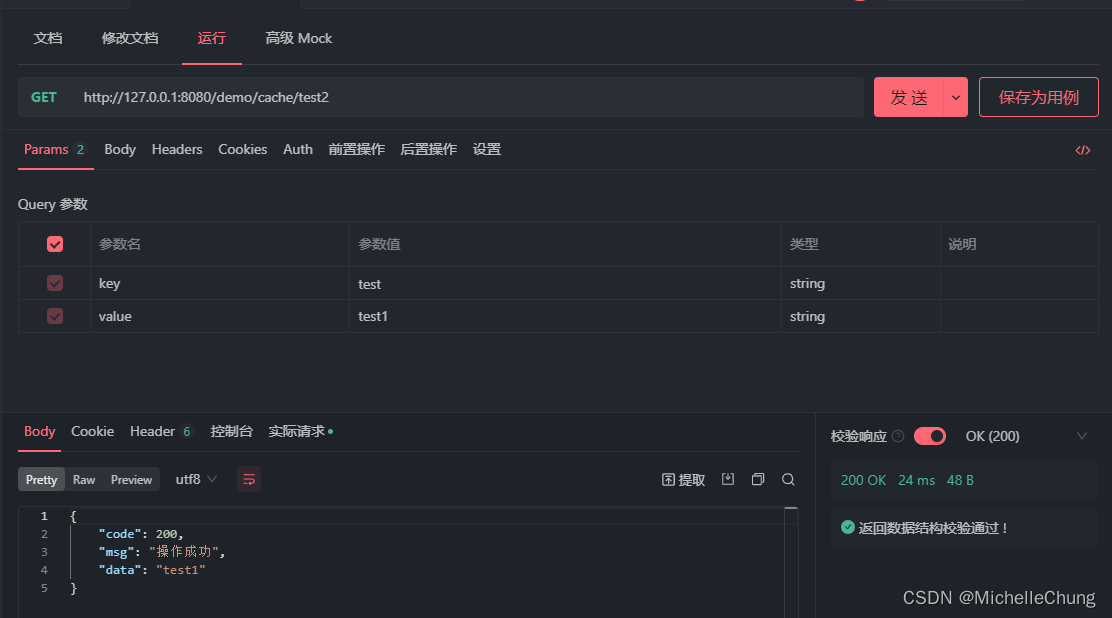 文档 修改文档 运行 高级 Mock
GET http://127.0.0.1:8080/demo/cache/test2 发 送 保存为用例
Params 2 Body Headers Cookies Auth 前置操作 后置操作 设置 </>
Query 参数
参数名 参数值 类型 说明
key test string
value test1 string
Body Cookie Header 6 控制台 实际请求 校验响应 OK (200)
Pretty Raw Preview utf8 提取 200 OK 24 ms 48 B
1 {
2 "code": 200,
3 "msg": "操作成功",
4 "data": "test1"
5 }
返回数据结构校验通过！
CSDN @MichelleChung